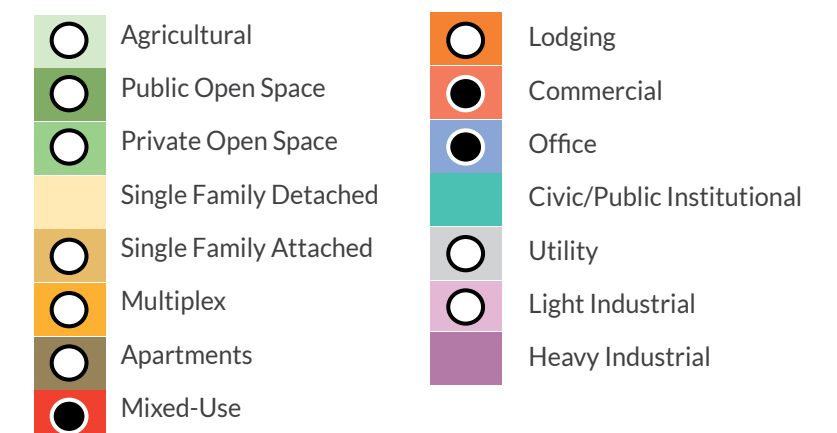 Agricultural
Public Open Space
Private Open Space
Single Family Detached
Single Family Attached
Multiplex
Apartments
Mixed-Use
Lodging
Commercial
Office
Civic/Public Institutional
Utility
Light Industrial
Heavy Industrial